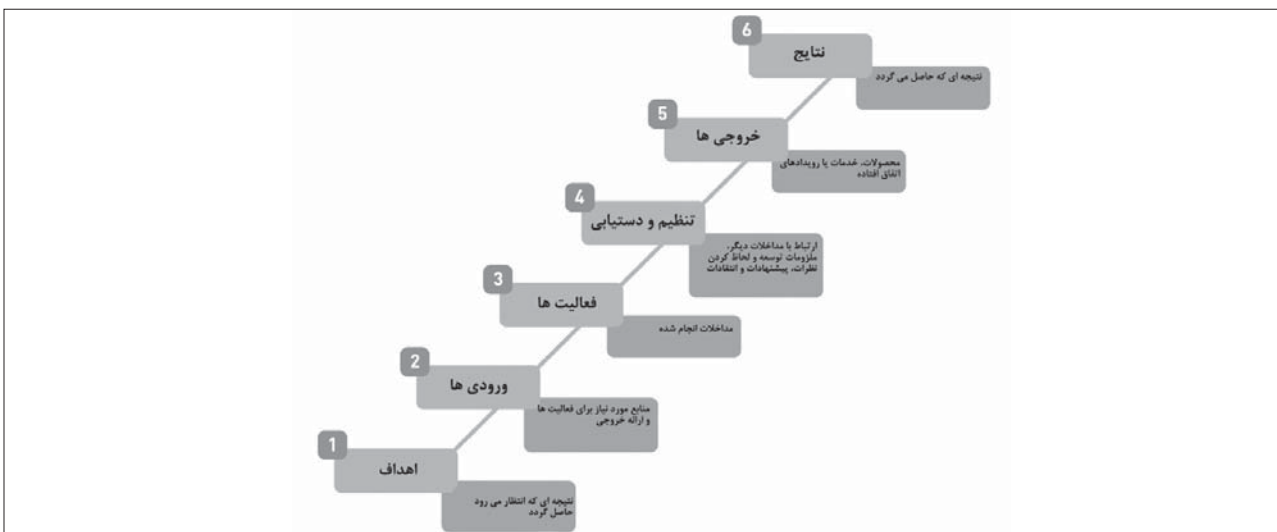 6
نتایج
نتیجه ای که حاصل می گردد
5
خروجی ها
محصولات، خدمات یا رویدادهای
اتفاق افتاده
4
تنظیم و دستیابی
ارتباط با مداخلات دیگر،
ملزومات توسعه و لحاظ کردن
نظرات، پیشنهادات و انتقادات
3
فعالیت ها
مداخلات انجام شده
2
ورودی ها
منابع مورد نیاز برای فعالیت ها
و ارائه خروجی
1
اهداف
نتیجه ای که انتظار می رود
حاصل گردد